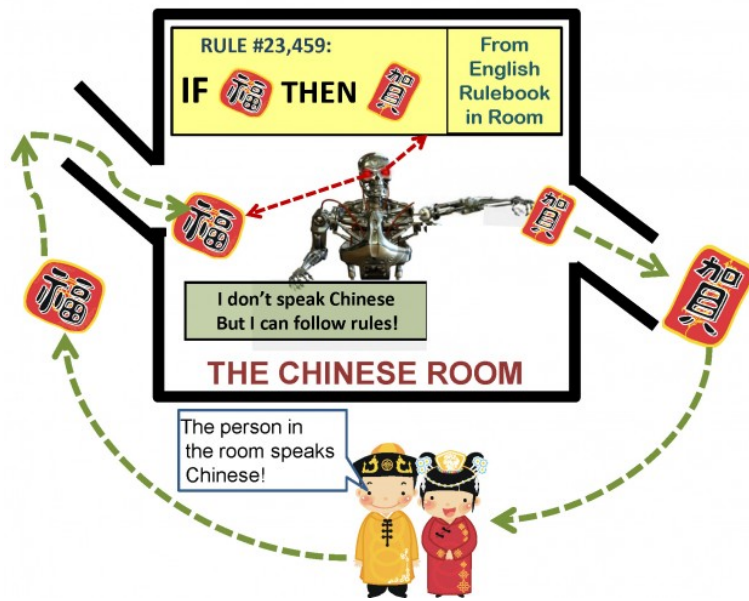 RULE #23,459:
IF 福 THEN 賀
From
English
Rulebook
in Room
福
賀
I don't speak Chinese
But I can follow rules!
福
賀
THE CHINESE ROOM
The person in
the room speaks
Chinese!